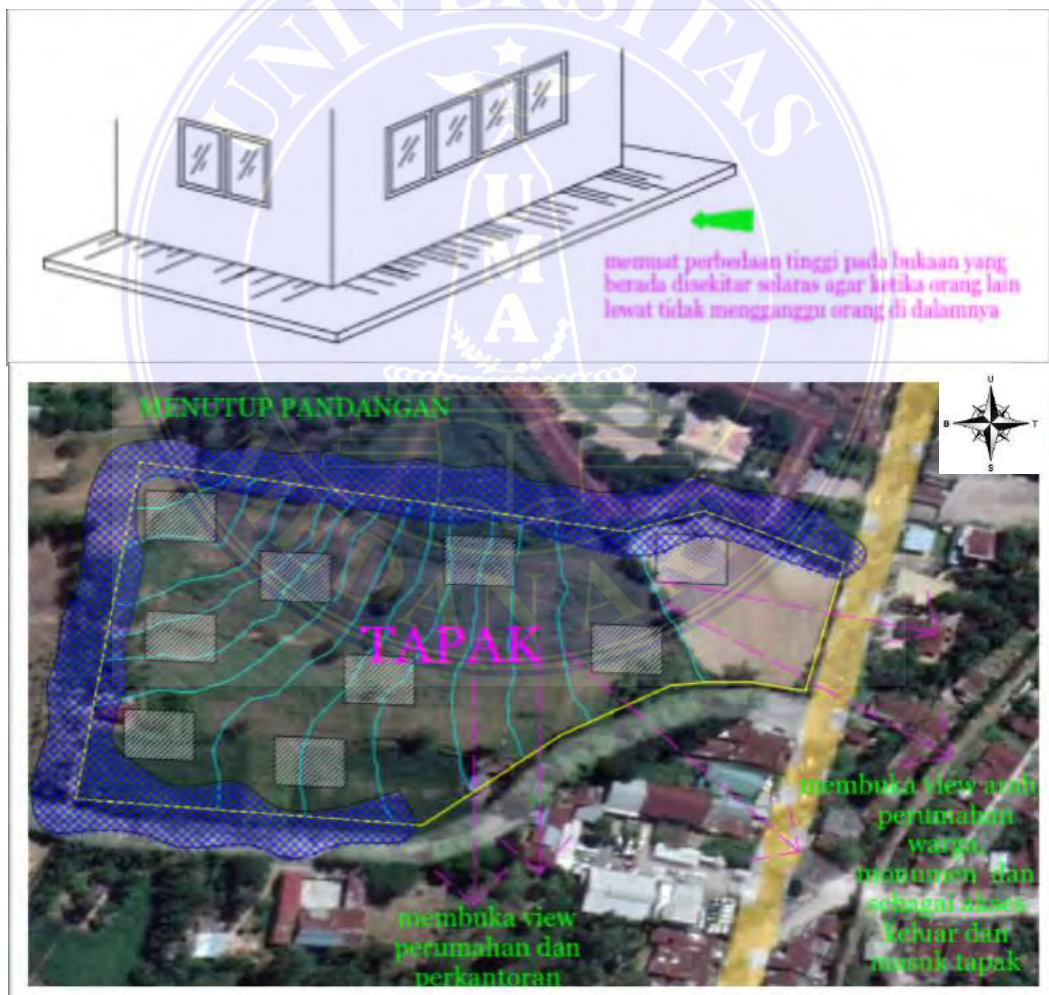 UNIVERSITAS
UMA
memuat perbedaan tinggi pada bukaan yang
berada disekitar selaras agar ketika orang lain
lewat tidak mengganggu orang di dalamnya
MENUTUP PANDANGAN
U
B
T
S
TAPAK
membuka view arah
perumahan
warga,
monumen dan
sebagai akses
keluar dan
masuk tapak
membuka view
perumahan dan
perkantoran